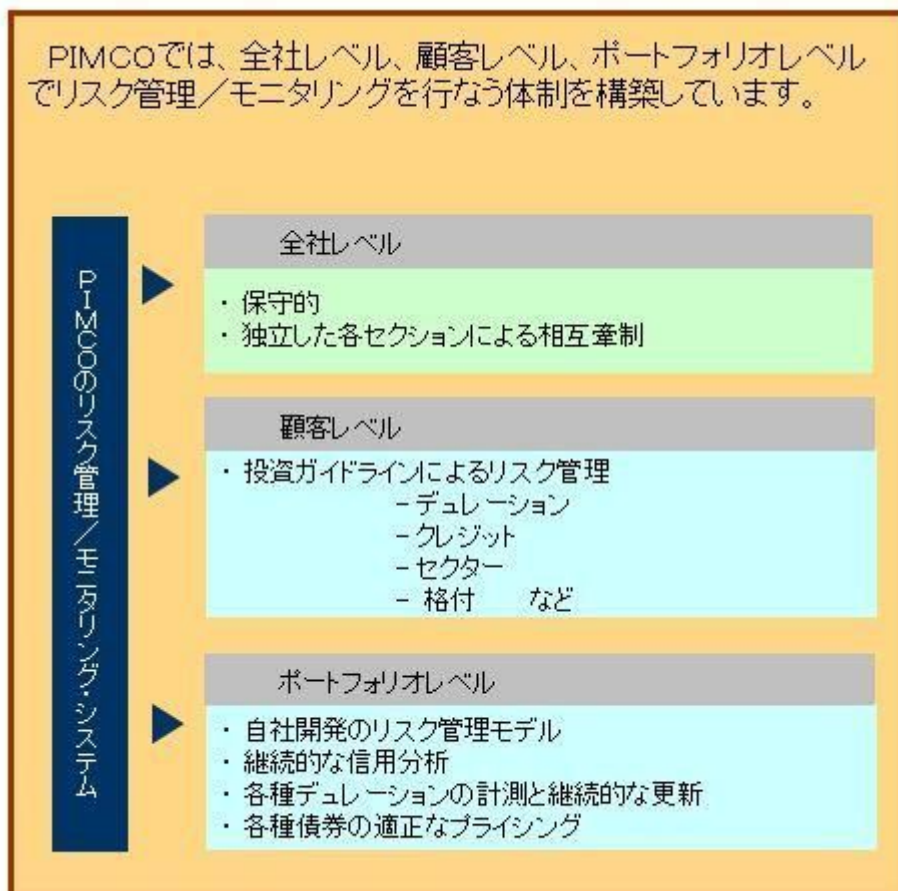 PIMCOでは、全社レベル、顧客レベル、ポートフォリオレベル
でリスク管理／モニタリングを行なう体制を構築しています。
PIMCOのリスク管理／モニタリング・システム
全社レベル
・ 保守的
・ 独立した各セクションによる相互牽制
顧客レベル
・ 投資ガイドラインによるリスク管理
－デュレーション
－クレジット
－セクター
－ 格付　　など
ポートフォリオレベル
・ 自社開発のリスク管理モデル
・ 継続的な信用分析
・ 各種デュレーションの計測と継続的な更新
・ 各種債券の適正なプライシング